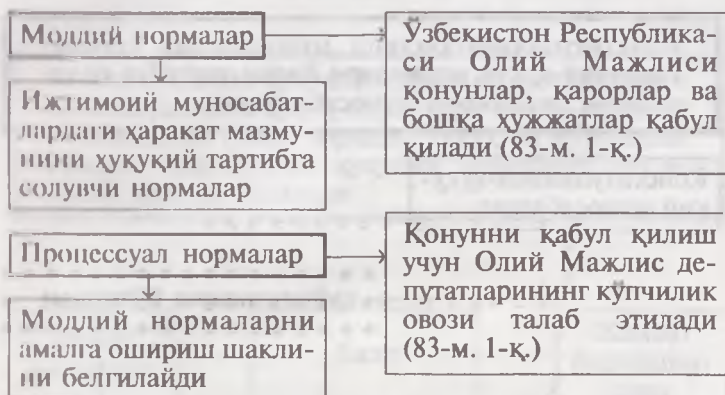 Моддий нормалар
Ўзбекистон Республика-
си Олий Мажлиси
қонунлар, қарорлар ва
бошқа ҳужжатлар қабул
қилади (83-м. 1-қ.)
Ижтимоий муносабат-
лардаги ҳаракат мазму-
нини ҳуқуқий тартибга
солувчи нормалар
Процессуал нормалар
Қонунни қабул қилиш
учун Олий Мажлис де-
путатларининг кўпчилик
овози талаб этилади
(83-м. 1-қ.)
Моддий нормаларни
амалга ошириш шакли-
ни белгилайди